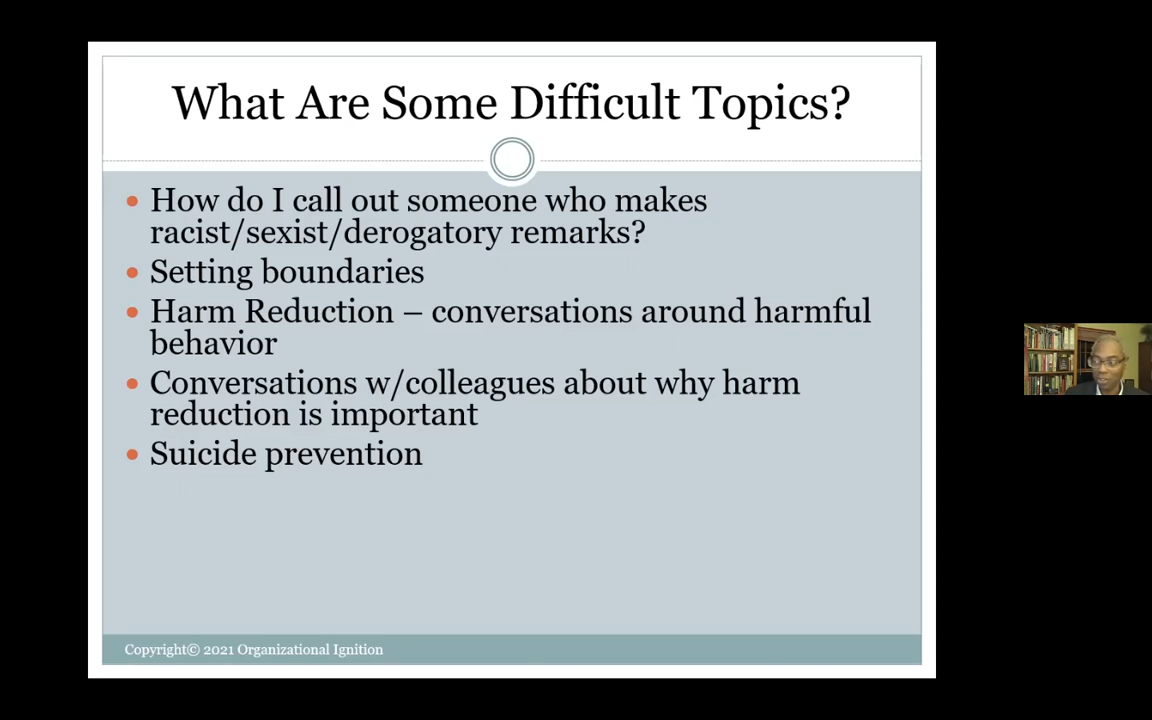 What Are Some Difficult Topics?
• How do I call out someone who makes
racist/sexist/derogatory remarks?
• Setting boundaries
• Harm Reduction – conversations around harmful
behavior
• Conversations w/colleagues about why harm
reduction is important
• Suicide prevention
Copyright© 2021 Organizational Ignition